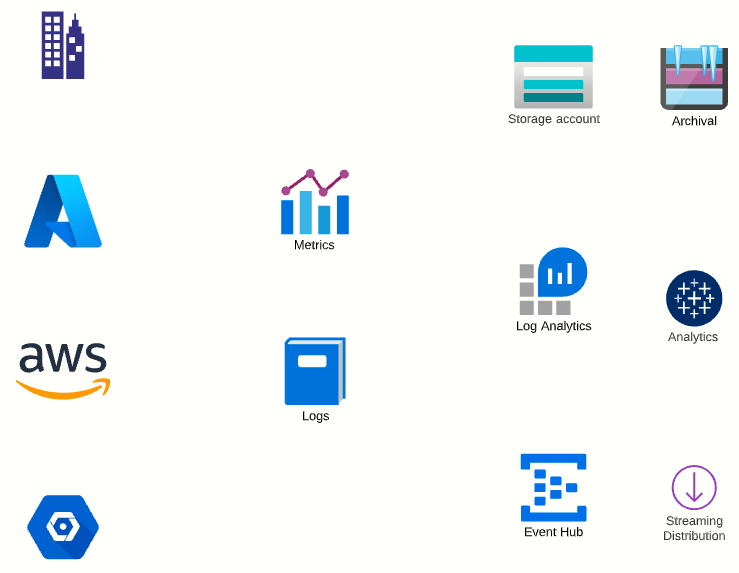 Storage account
Archival
Metrics
Log Analytics
Analytics
aws
Logs
Event Hub
Streaming
Distribution